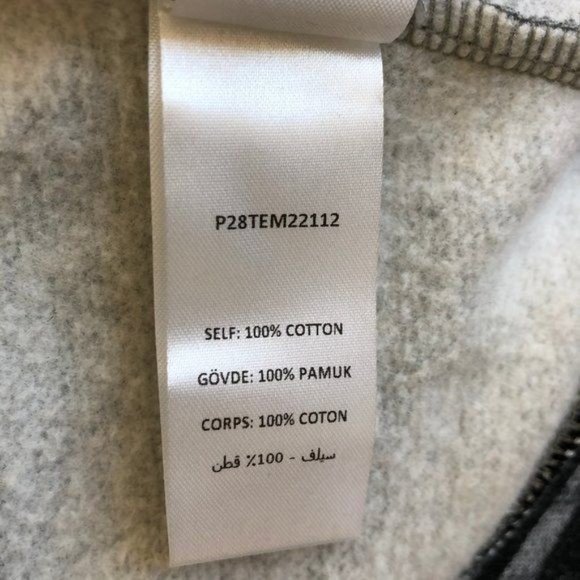 P28TEM22112
SELF: 100% COTTON
GÖVDE: 100% PAMUK
CORPS: 100% COTON
سيلف - 100٪ قطن